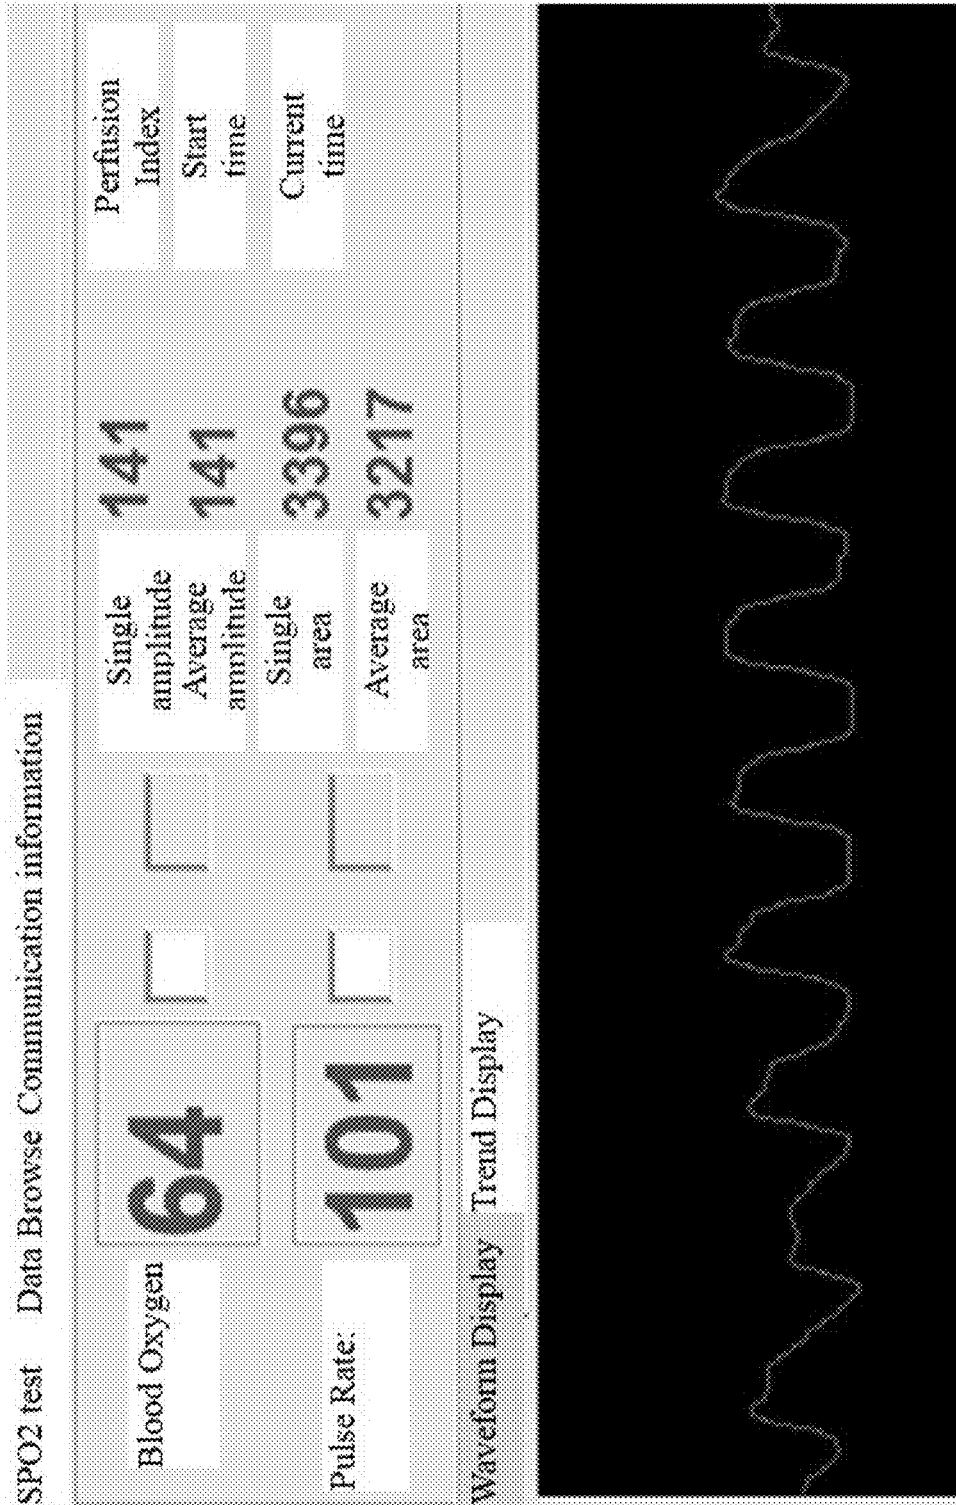 SPO2 test Data Browse Communication information
Blood Oxygen
64
Pulse Rate:
101
Single
amplitude
141
Average
amplitude
141
Single
area
3396
Average
area
3217
Perfusion
Index
Start
time
Current
time
Waveform Display Trend Display